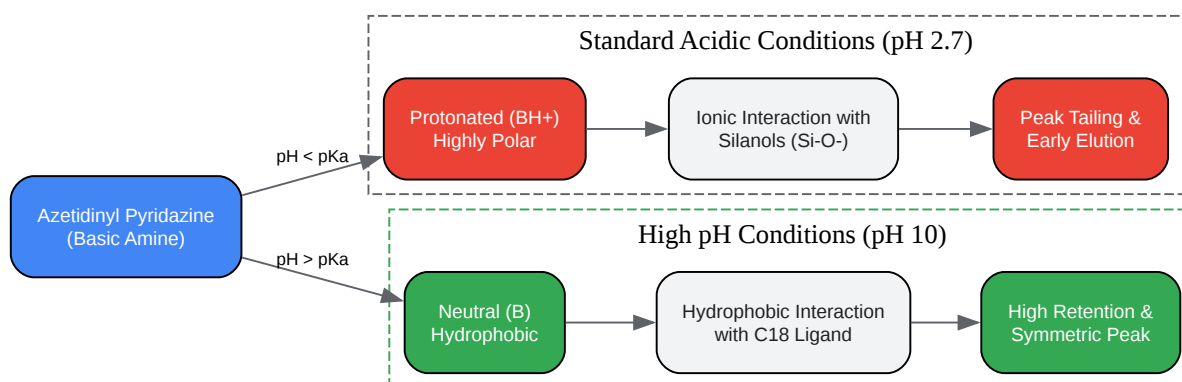 Standard Acidic Conditions (pH 2.7)
Protonated (BH+)
Highly Polar
Ionic Interaction with
Silanols (Si-O-)
Peak Tailing &
Early Elution
pH < pKa
Azetidinyl Pyridazine
(Basic Amine)
pH > pKa
High pH Conditions (pH 10)
Neutral (B)
Hydrophobic
Hydrophobic Interaction
with C18 Ligand
High Retention &
Symmetric Peak